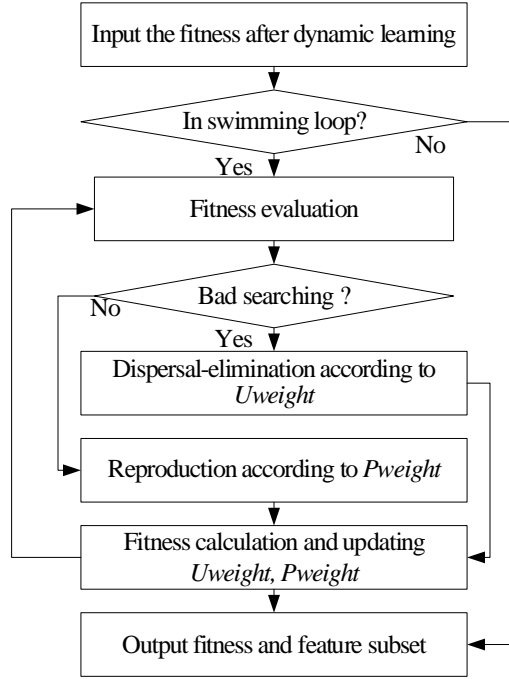 Input the fitness after dynamic learning
In swimming loop?
No
Yes
Fitness evaluation
Bad searching ?
No
Yes
Dispersal-elimination according to
Uweight
Reproduction according to Pweight
Fitness calculation and updating
Uweight, Pweight
Output fitness and feature subset